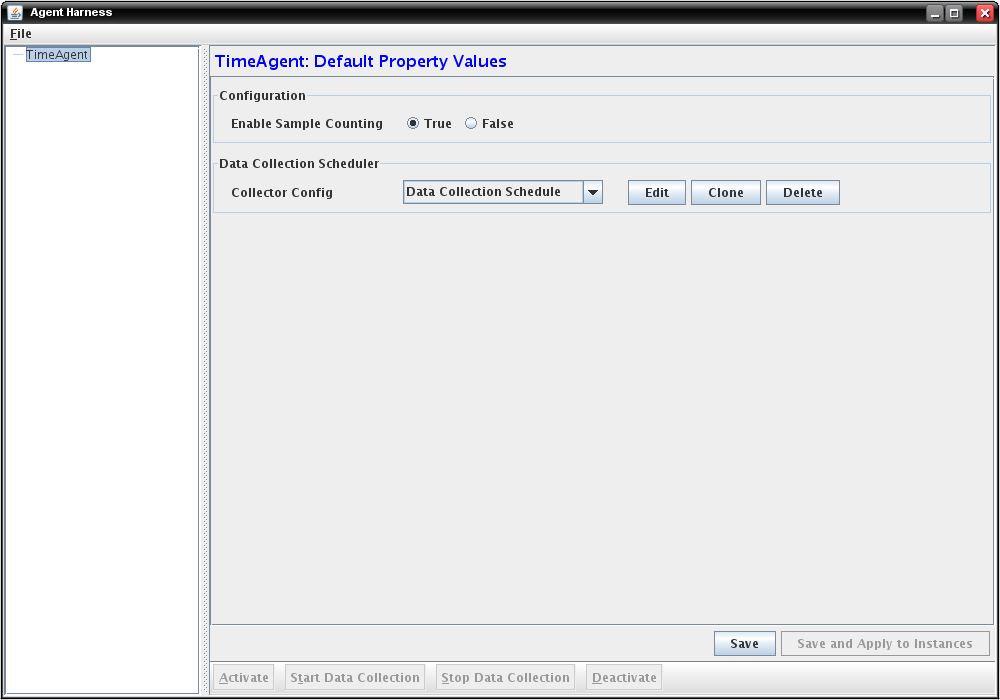 Agent Harness
File
TimeAgent
TimeAgent: Default Property Values
Configuration
Enable Sample Counting True False
Data Collection Scheduler
Collector Config Data Collection Schedule Edit Clone Delete
Save Save and Apply to Instances
Activate Start Data Collection Stop Data Collection Deactivate